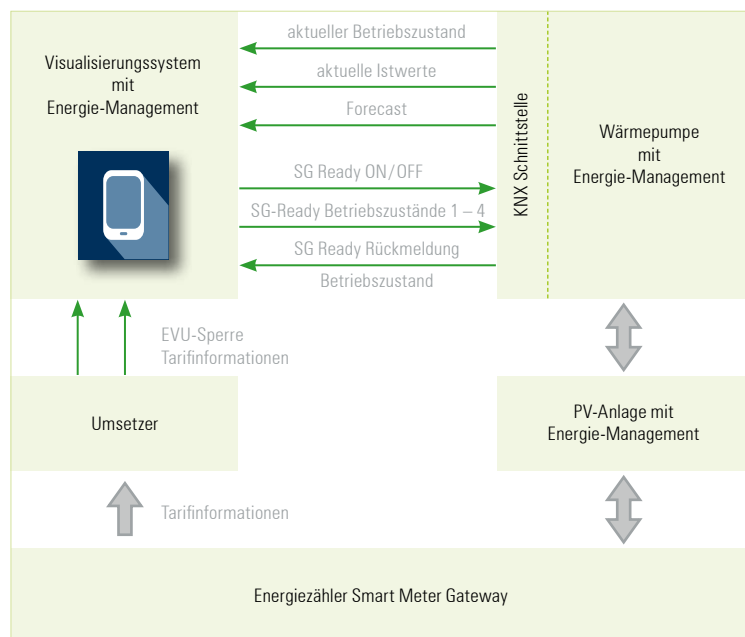 Visualisierungssystem
mit
Energie-Management
aktueller Betriebszustand
aktuelle Istwerte
Forecast
SG Ready ON/OFF
SG-Ready Betriebszustände 1 – 4
SG Ready Rückmeldung
Betriebszustand
KNX Schnittstelle
Wärmepumpe
mit
Energie-Management
EVU-Sperre
Tarifinformationen
Umsetzer
PV-Anlage mit
Energie-Management
Tarifinformationen
Energiezähler Smart Meter Gateway